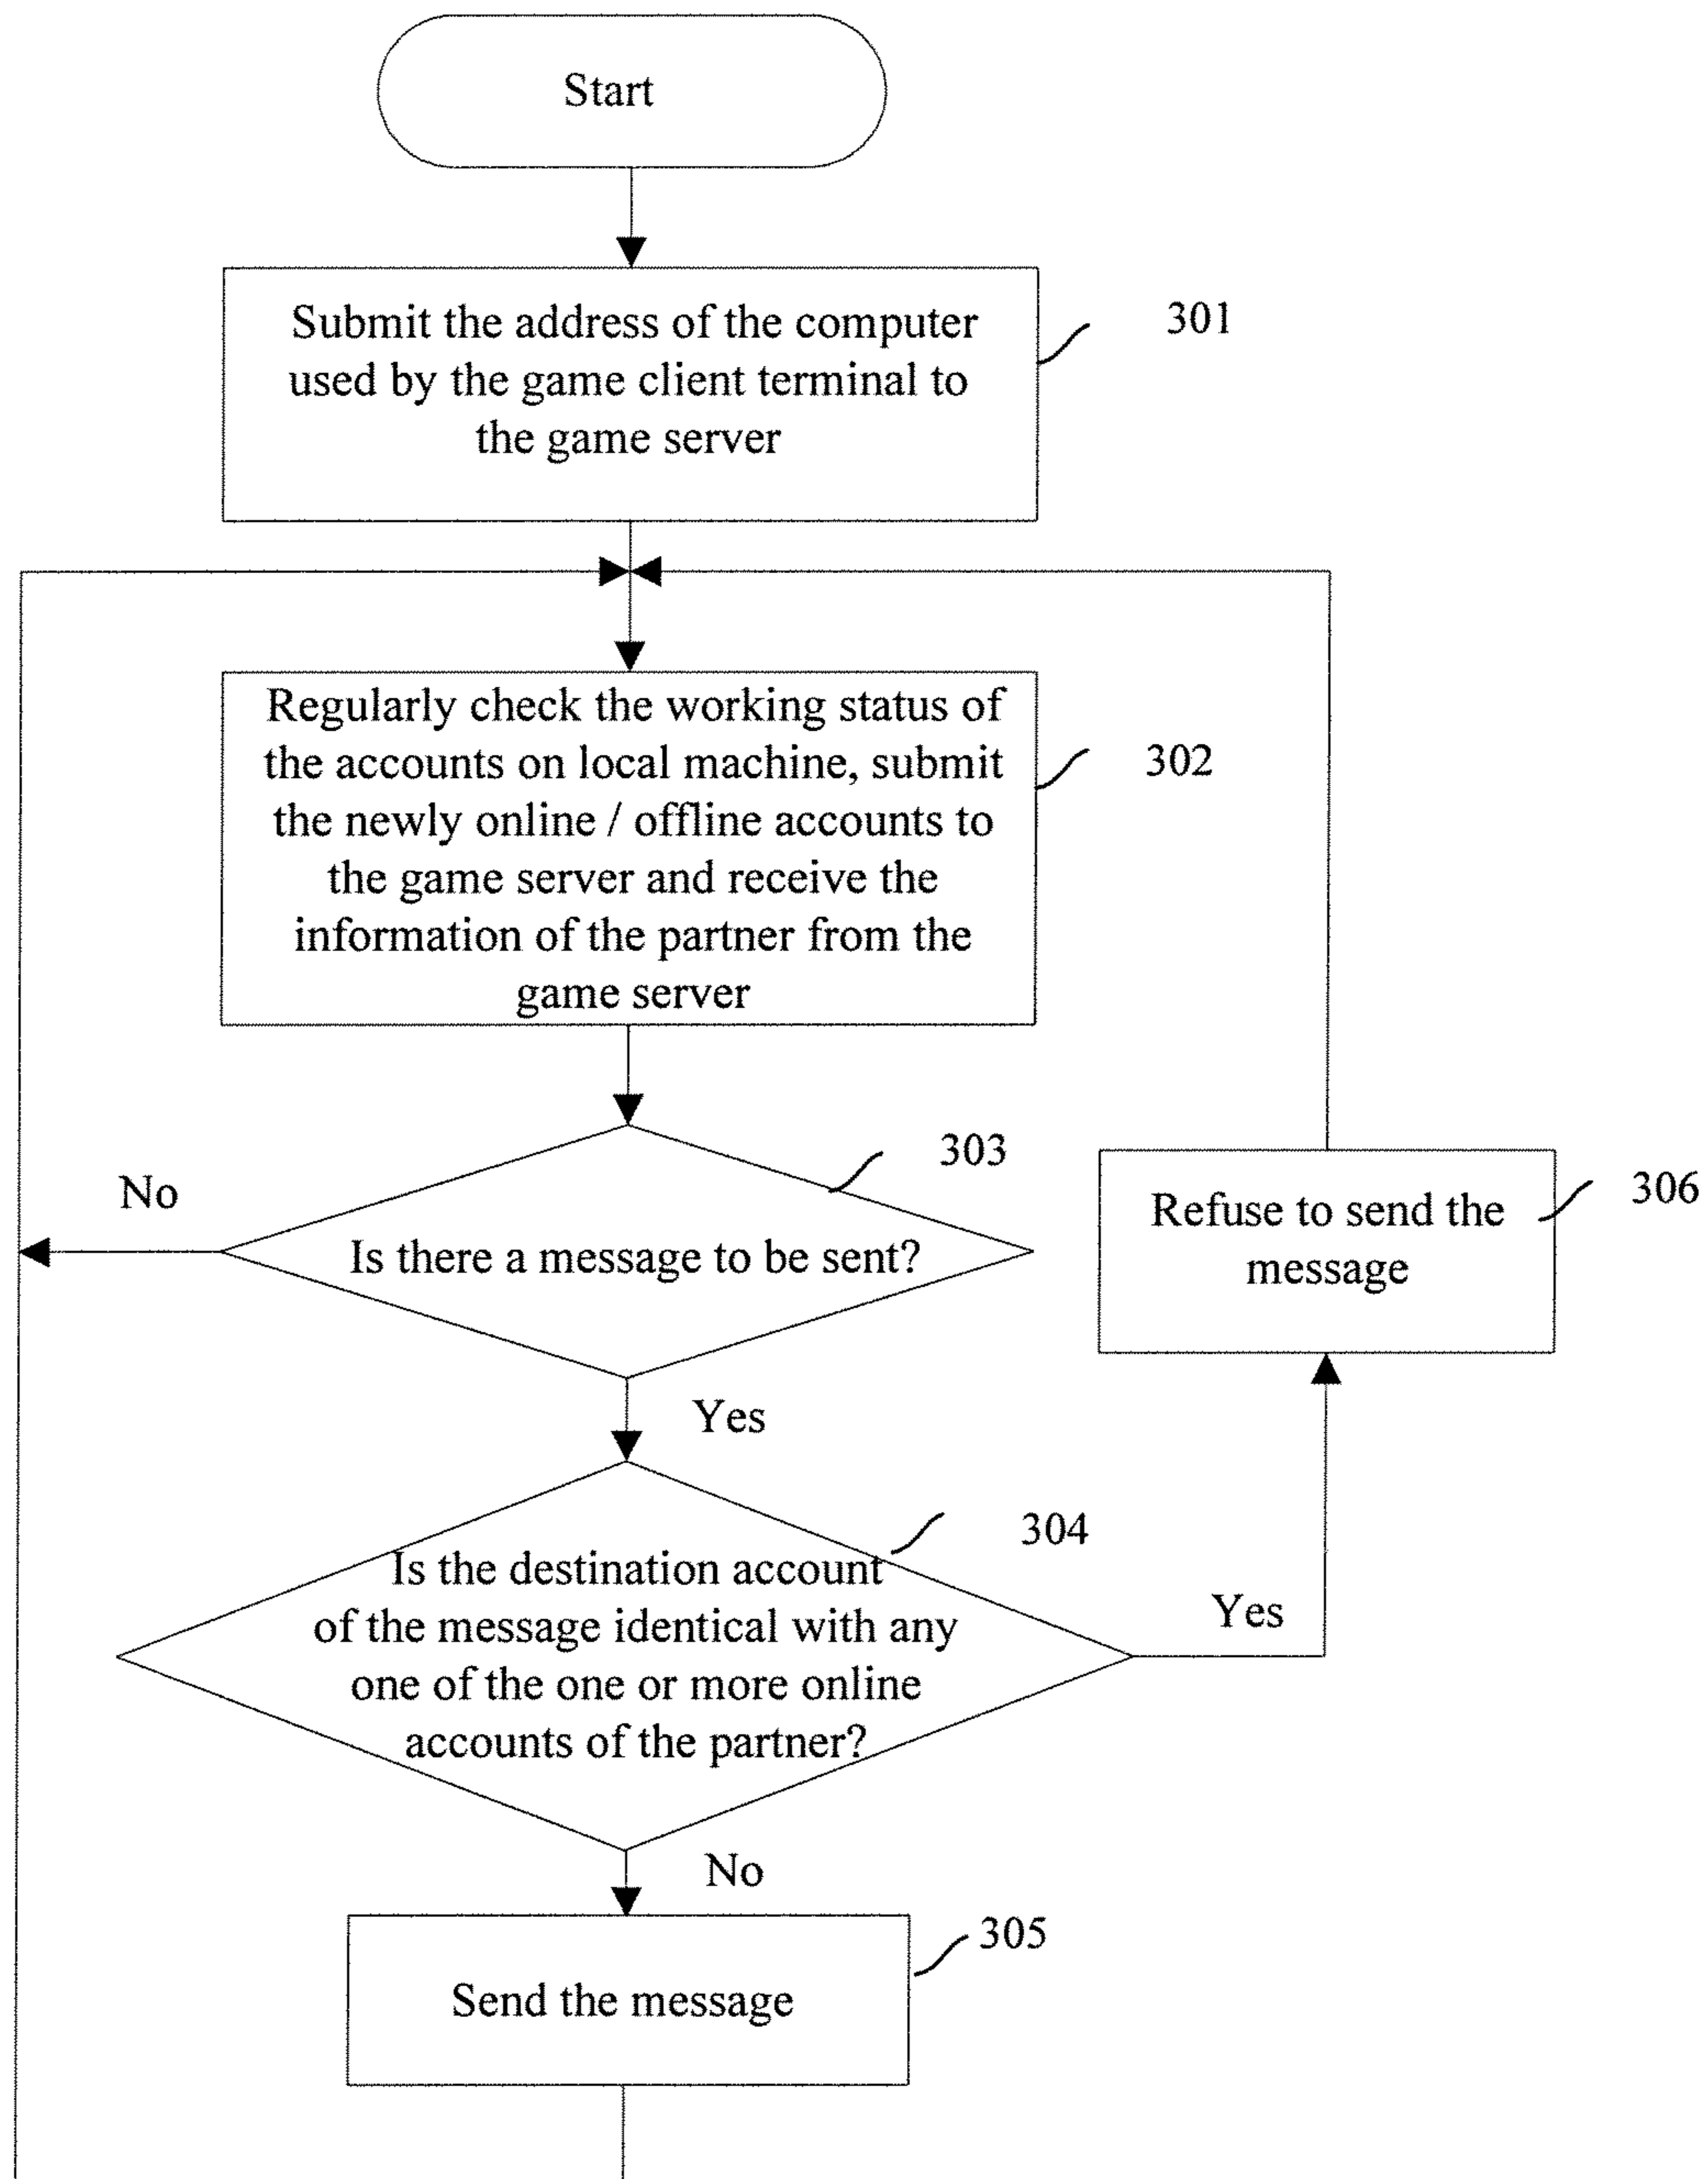 Start
Submit the address of the computer
used by the game client terminal to
the game server
301
Regularly check the working status of
the accounts on local machine, submit
the newly online / offline accounts to
the game server and receive the
information of the partner from the
game server
302
303
No
Is there a message to be sent?
306
Refuse to send the
message
Yes
304
Is the destination account
of the message identical with any
one of the one or more online
accounts of the partner?
Yes
No
305
Send the message